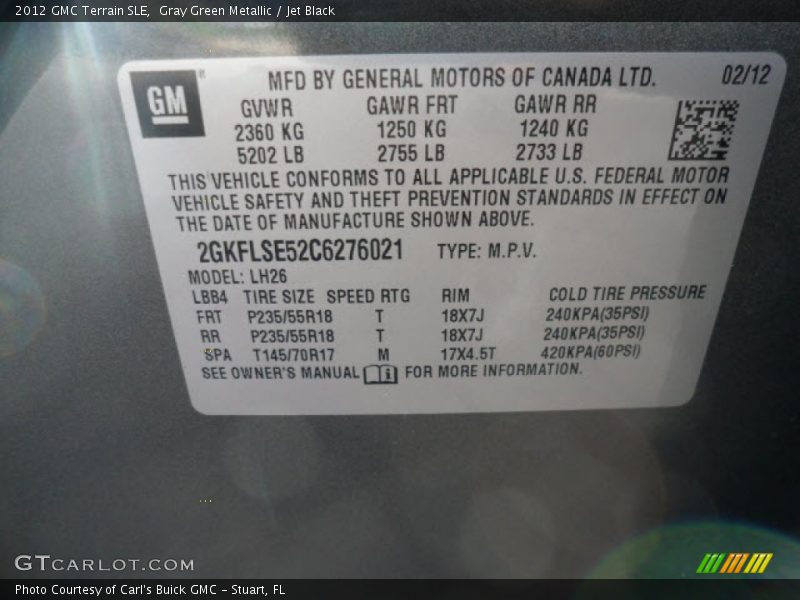 2012 GMC Terrain SLE, Gray Green Metallic / Jet Black
GM® MFD BY GENERAL MOTORS OF CANADA LTD. 02/12
GVWR GAWR FRT GAWR RR
2360 KG 1250 KG 1240 KG
5202 LB 2755 LB 2733 LB
THIS VEHICLE CONFORMS TO ALL APPLICABLE U.S. FEDERAL MOTOR
VEHICLE SAFETY AND THEFT PREVENTION STANDARDS IN EFFECT ON
THE DATE OF MANUFACTURE SHOWN ABOVE.
2GKFLSE52C6276021 TYPE: M.P.V.
MODEL: LH26
LBB4 TIRE SIZE SPEED RTG RIM COLD TIRE PRESSURE
FRT P235/55R18 T 18X7J 240KPA(35PSI)
RR P235/55R18 T 18X7J 240KPA(35PSI)
SPA T145/70R17 M 17X4.5T 420KPA(60PSI)
SEE OWNER'S MANUAL FOR MORE INFORMATION.
GTCARLOT.COM
Photo Courtesy of Carl's Buick GMC - Stuart, FL